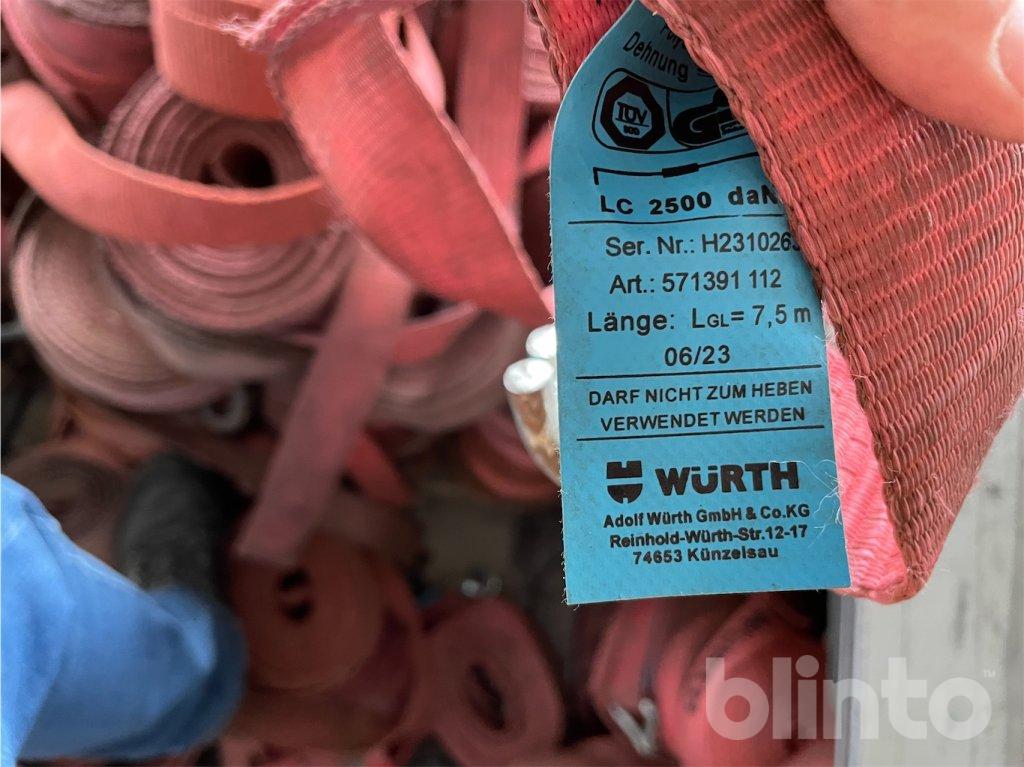 Dehnung
TÜV
LC 2500 daN
Ser. Nr.: H2310263
Art.: 571391 112
Länge: LGL= 7,5 m
06/23
DARF NICHT ZUM HEBEN
VERWENDET WERDEN
WÜRTH
Adolf Würth GmbH & Co.KG
Reinhold-Würth-Str.12-17
74653 Künzelsau
blinto™